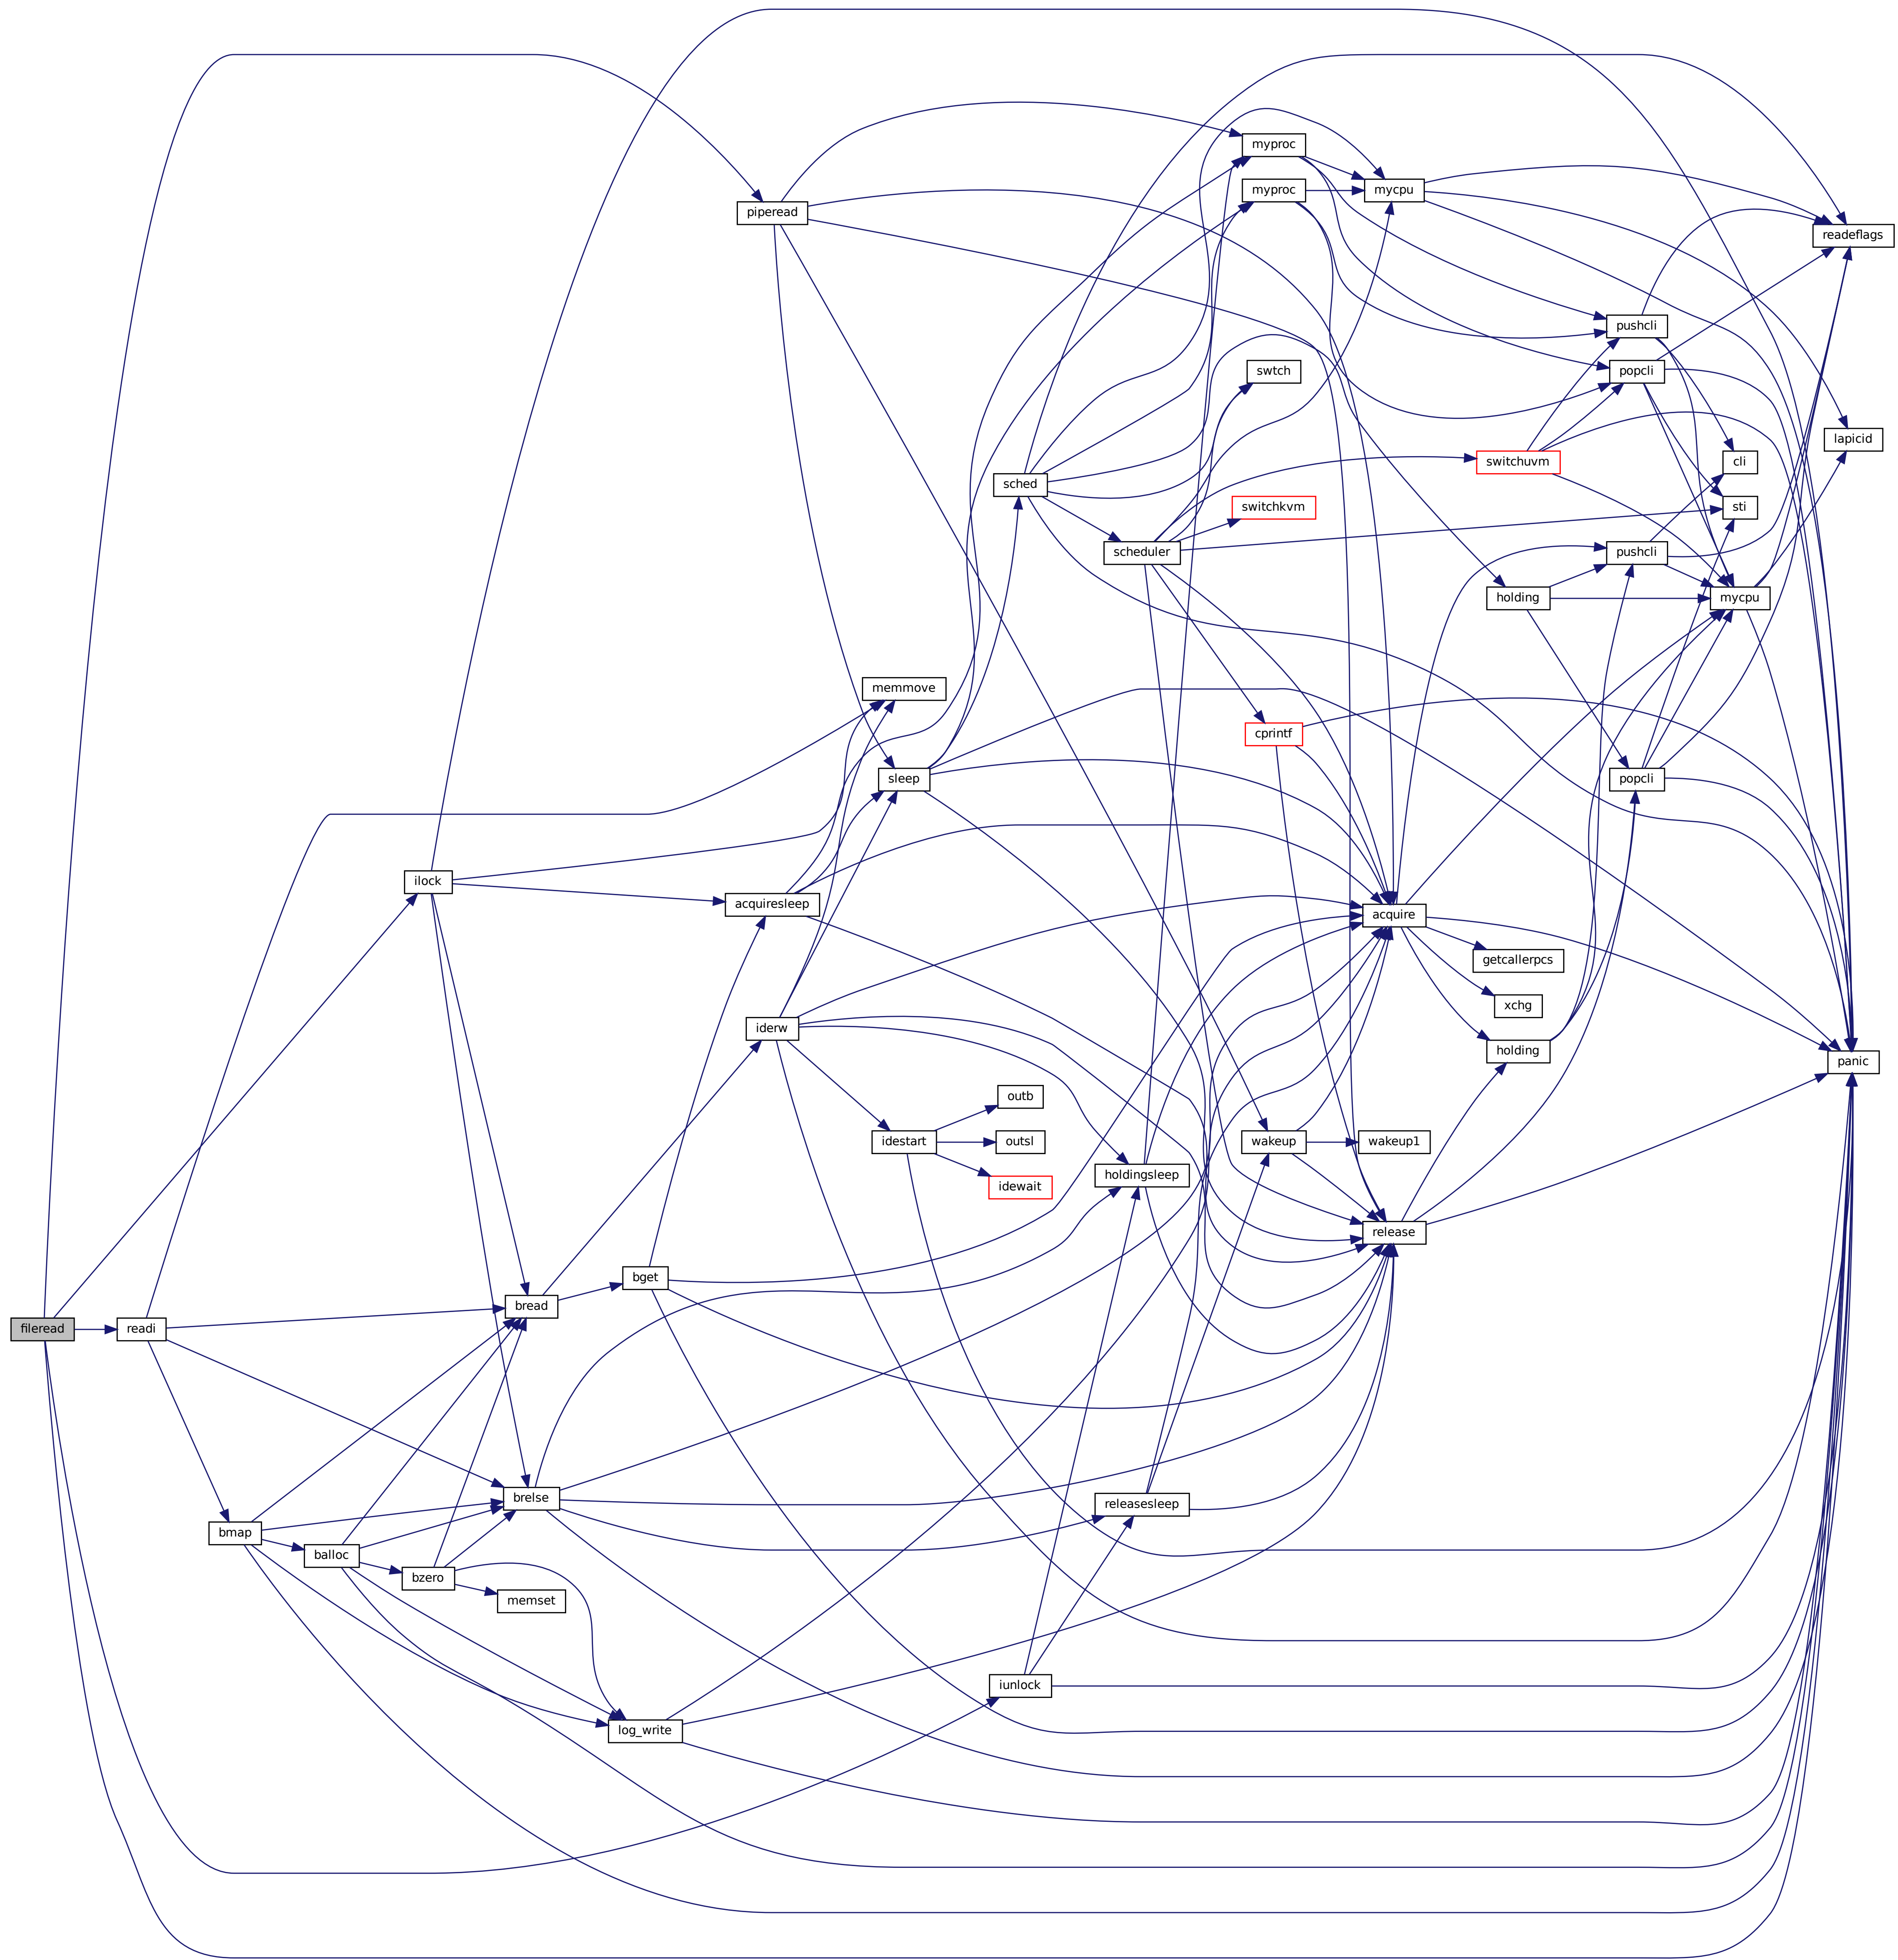 fileread
readi
bmap
balloc
ilock
bzero
bread
brelse
memset
bget
log_write
piperead
acquiresleep
iderw
memmove
sleep
idestart
sched
outb
outsl
idewait
iunlock
scheduler
holdingsleep
releasesleep
myproc
myproc
swtch
switchkvm
cprintf
wakeup
mycpu
acquire
wakeup1
release
switchuvm
holding
getcallerpcs
xchg
holding
pushcli
popcli
pushcli
popcli
cli
sti
mycpu
readeflags
lapicid
panic